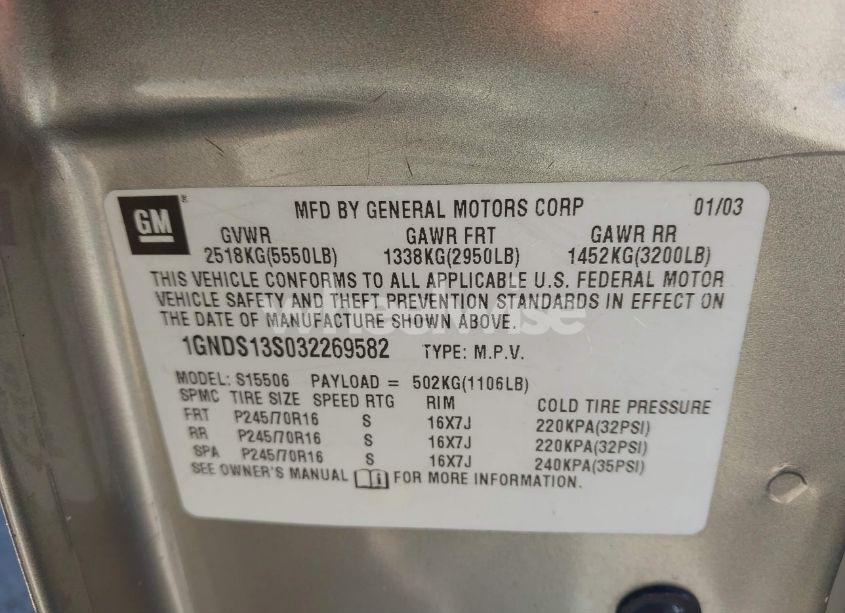 GM
MFD BY GENERAL MOTORS CORP 01/03
GVWR GAWR FRT GAWR RR
2518KG(5550LB) 1338KG(2950LB) 1452KG(3200LB)
THIS VEHICLE CONFORMS TO ALL APPLICABLE U.S. FEDERAL MOTOR
VEHICLE SAFETY AND THEFT PREVENTION STANDARDS IN EFFECT ON
THE DATE OF MANUFACTURE SHOWN ABOVE.
1GNDS13S032269582 TYPE: M.P.V.
MODEL: S15506 PAYLOAD = 502KG(1106LB)
SPMC TIRE SIZE SPEED RTG RIM COLD TIRE PRESSURE
FRT P245/70R16 S 16X7J 220KPA(32PSI)
RR P245/70R16 S 16X7J 220KPA(32PSI)
SPA P245/70R16 S 16X7J 240KPA(35PSI)
SEE OWNER'S MANUAL FOR MORE INFORMATION.